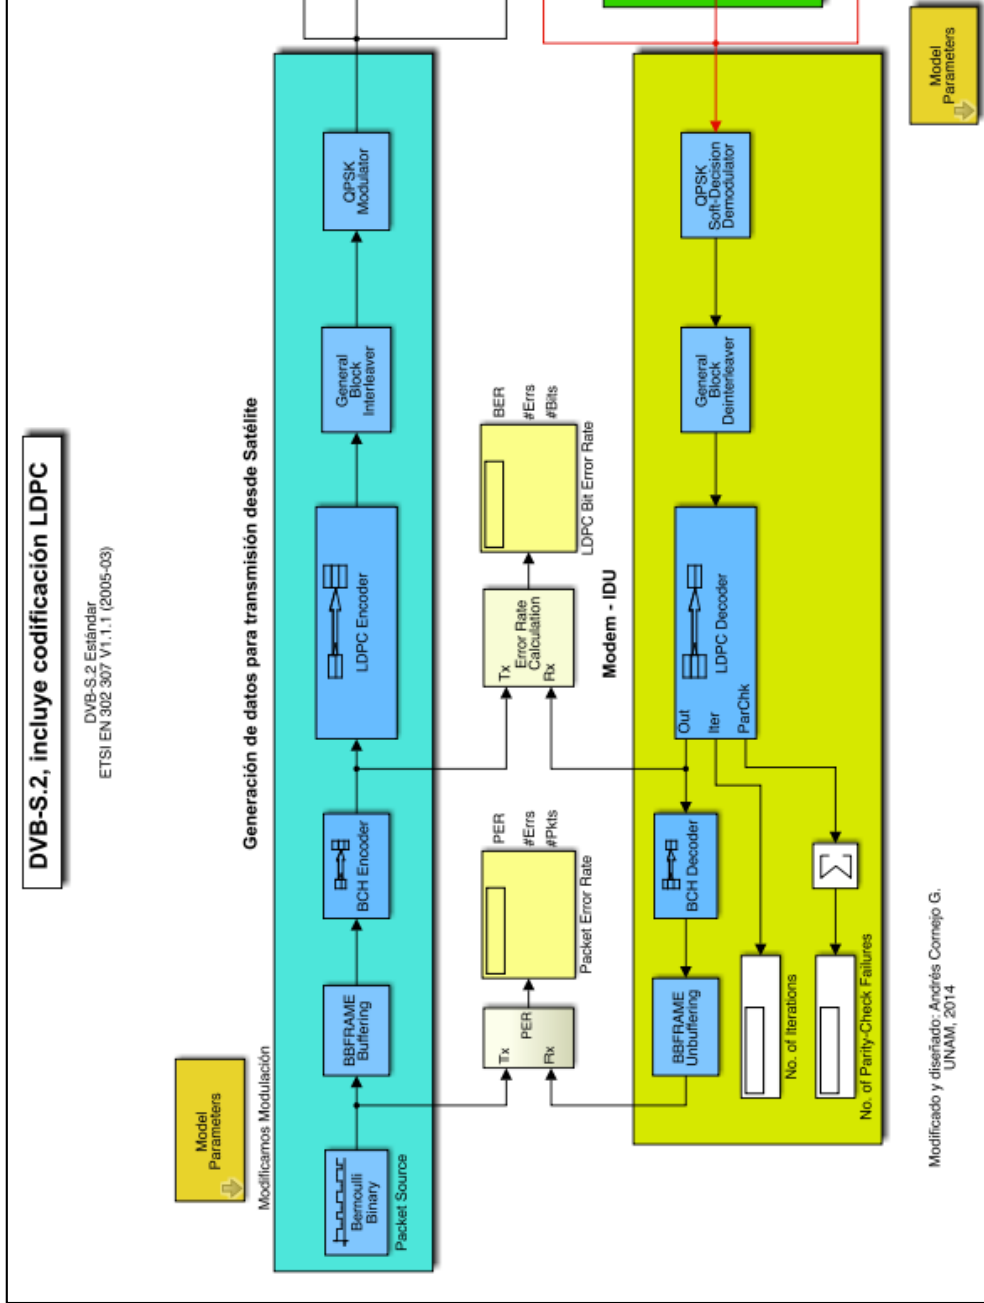 DVB-S.2, incluye codificación LDPC
DVB-S.2 Estándar
ETSI EN 302 307 V1.1.1 (2005-03)
Model
Parameters
Modificamos Modulación
Generación de datos para transmisión desde Satélite
Bernoulli
Binary
Packet Source
BBFRAME
Buffering
BCH Encoder
LDPC Encoder
General
Block
Interleaver
QPSK
Modulator
Tx
PER
Rx
Packet Error Rate
PER
#Errs
#Pkts
Tx
Error Rate
Calculation
Rx
LDPC Bit Error Rate
BER
#Errs
#Bits
Modem - IDU
BBFRAME
Unbuffering
BCH Decoder
Out
Iter
ParChk
LDPC Decoder
General
Block
Deinterleaver
QPSK
Soft-Decision
Demodulator
No. of Iterations
Σ
No. of Parity-Check Failures
Model
Parameters
Modificado y diseñado: Andrés Cornejo G.
UNAM, 2014